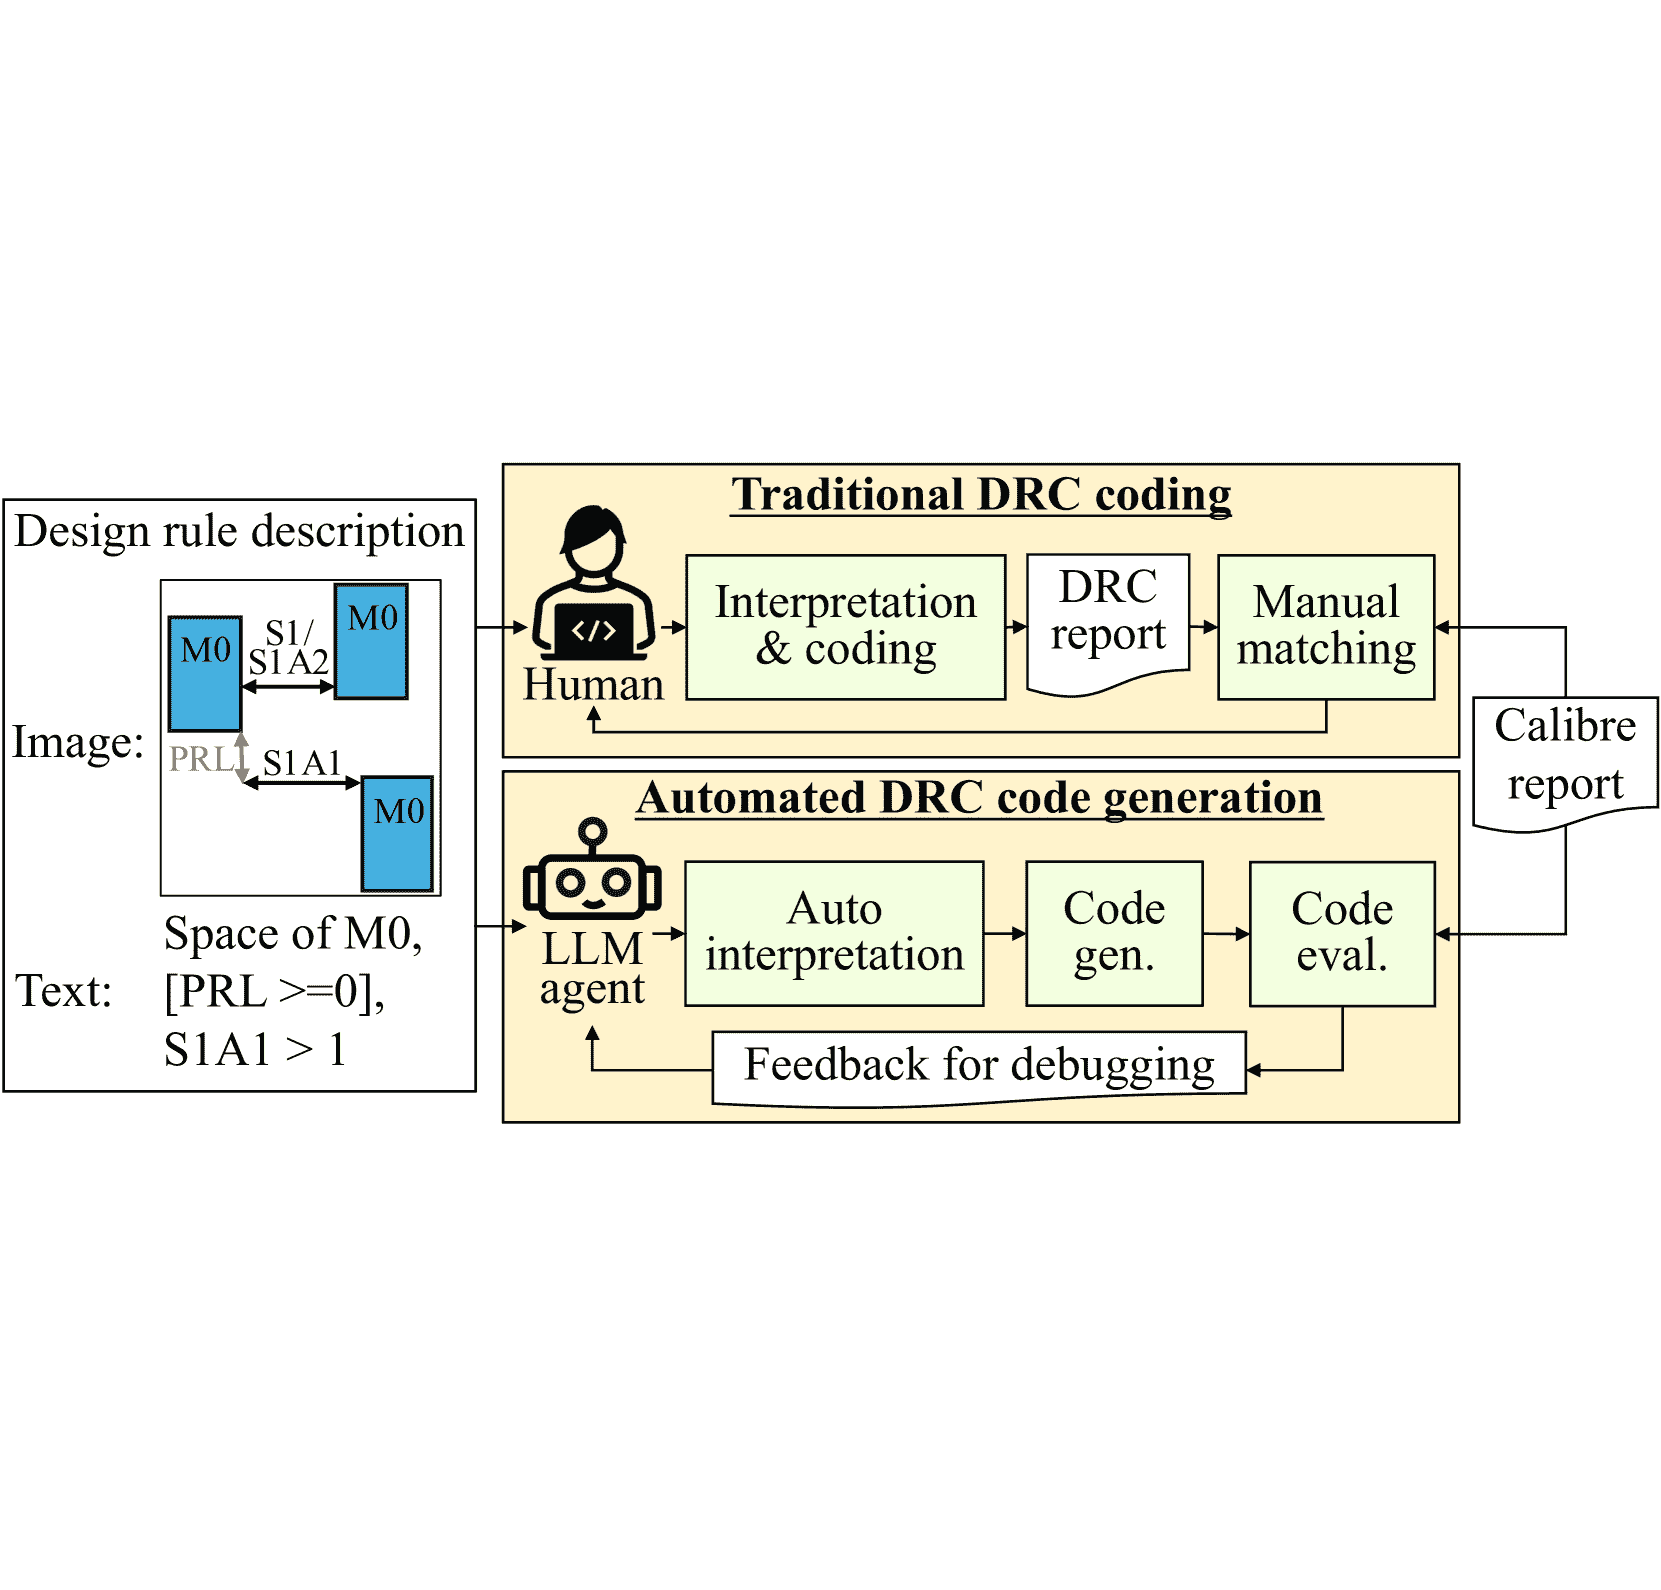 Design rule description
Image:
M0
S1/
S1A2
M0
PRL
S1A1
M0
Text:
Space of M0,
[PRL >=0],
S1A1 > 1
Traditional DRC coding
</>
Human
Interpretation
& coding
DRC
report
Manual
matching
Automated DRC code generation
LLM
agent
Auto
interpretation
Code
gen.
Code
eval.
Feedback for debugging
Calibre
report